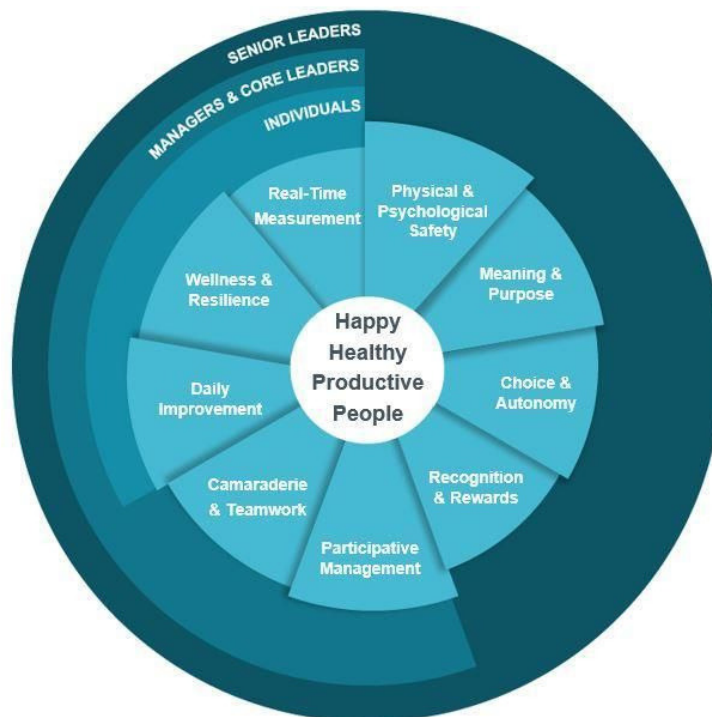 SENIOR LEADERS
MANAGERS & CORE LEADERS
INDIVIDUALS
Real-Time
Measurement
Physical &
Psychological
Safety
Wellness &
Resilience
Meaning &
Purpose
Happy
Healthy
Productive
People
Daily
Improvement
Choice &
Autonomy
Camaraderie
& Teamwork
Recognition
& Rewards
Participative
Management